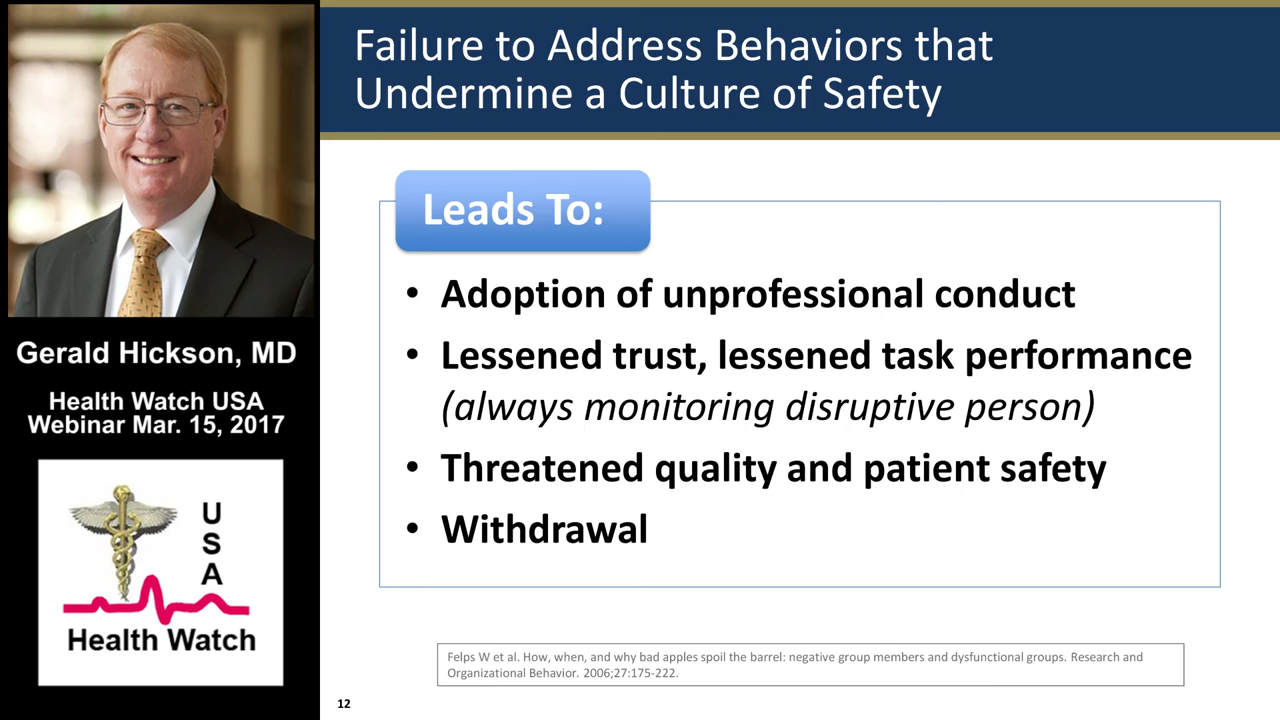 Failure to Address Behaviors that
Undermine a Culture of Safety
Leads To:
• Adoption of unprofessional conduct
• Lessened trust, lessened task performance
(always monitoring disruptive person)
• Threatened quality and patient safety
• Withdrawal
Felps W et al. How, when, and why bad apples spoil the barrel: negative group members and dysfunctional groups. Research and
Organizational Behavior. 2006;27:175-222.
12
Gerald Hickson, MD
Health Watch USA
Webinar Mar. 15, 2017
U
S
A
Health Watch